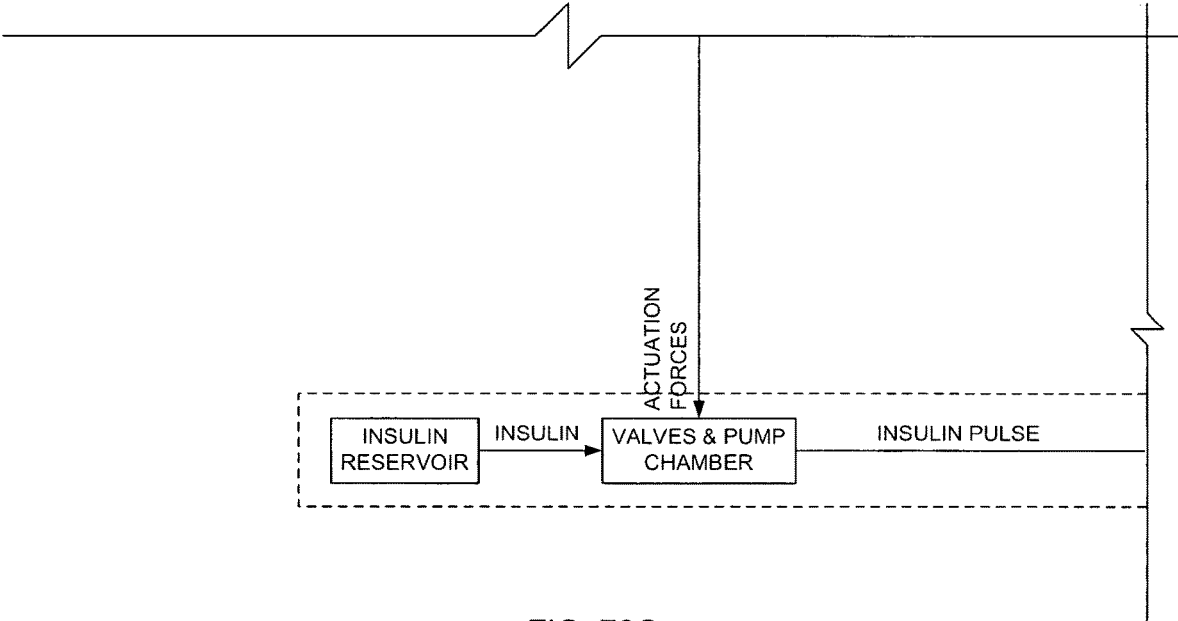 ACTUATION
FORCES
INSULIN
RESERVOIR
INSULIN
VALVES & PUMP
CHAMBER
INSULIN PULSE